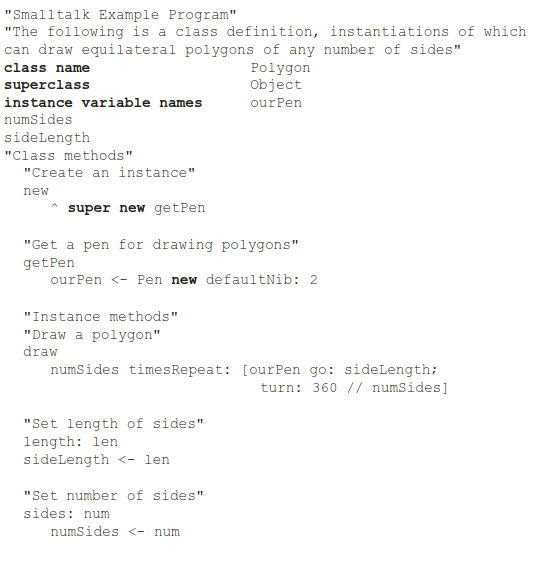 "Smalltalk Example Program"
"The following is a class definition, instantiations of which
can draw equilateral polygons of any number of sides"
class name Polygon
superclass Object
instance variable names ourPen
numSides
sideLength
"Class methods"
"Create an instance"
new
^ super new getPen
"Get a pen for drawing polygons"
getPen
ourPen <- Pen new defaultNib: 2
"Instance methods"
"Draw a polygon"
draw
numSides timesRepeat: [ourPen go: sideLength;
turn: 360 // numSides]
"Set length of sides"
length: len
sideLength <- len
"Set number of sides"
sides: num
numSides <- num